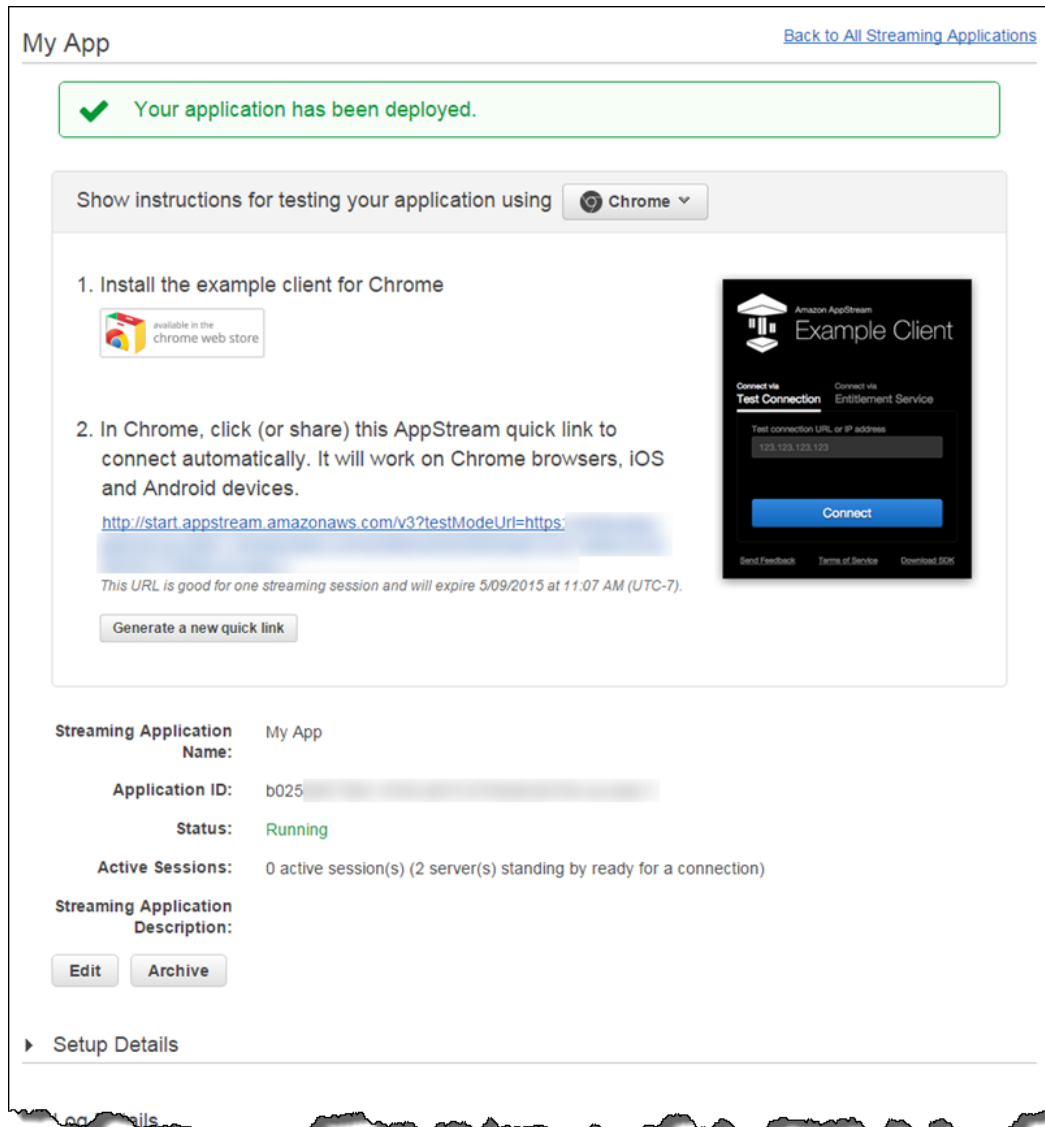 My App
Back to All Streaming Applications
Your application has been deployed.
Show instructions for testing your application using
Chrome
1. Install the example client for Chrome
available in the
chrome web store
2. In Chrome, click (or share) this AppStream quick link to
connect automatically. It will work on Chrome browsers, iOS
and Android devices.
http://start.appstream.amazonaws.com/v3?testModeUrl=https:
This URL is good for one streaming session and will expire 5/09/2015 at 11:07 AM (UTC-7).
Generate a new quick link
Amazon AppStream
Example Client
Connect via
Test Connection
Connect via
Entitlement Service
Test connection URL or IP address
123.123.123.123
Connect
Send Feedback
Terms of Service
Download SDK
Streaming Application
Name:
My App
Application ID:
b025
Status:
Running
Active Sessions:
0 active session(s) (2 server(s) standing by ready for a connection)
Streaming Application
Description:
Edit
Archive
Setup Details